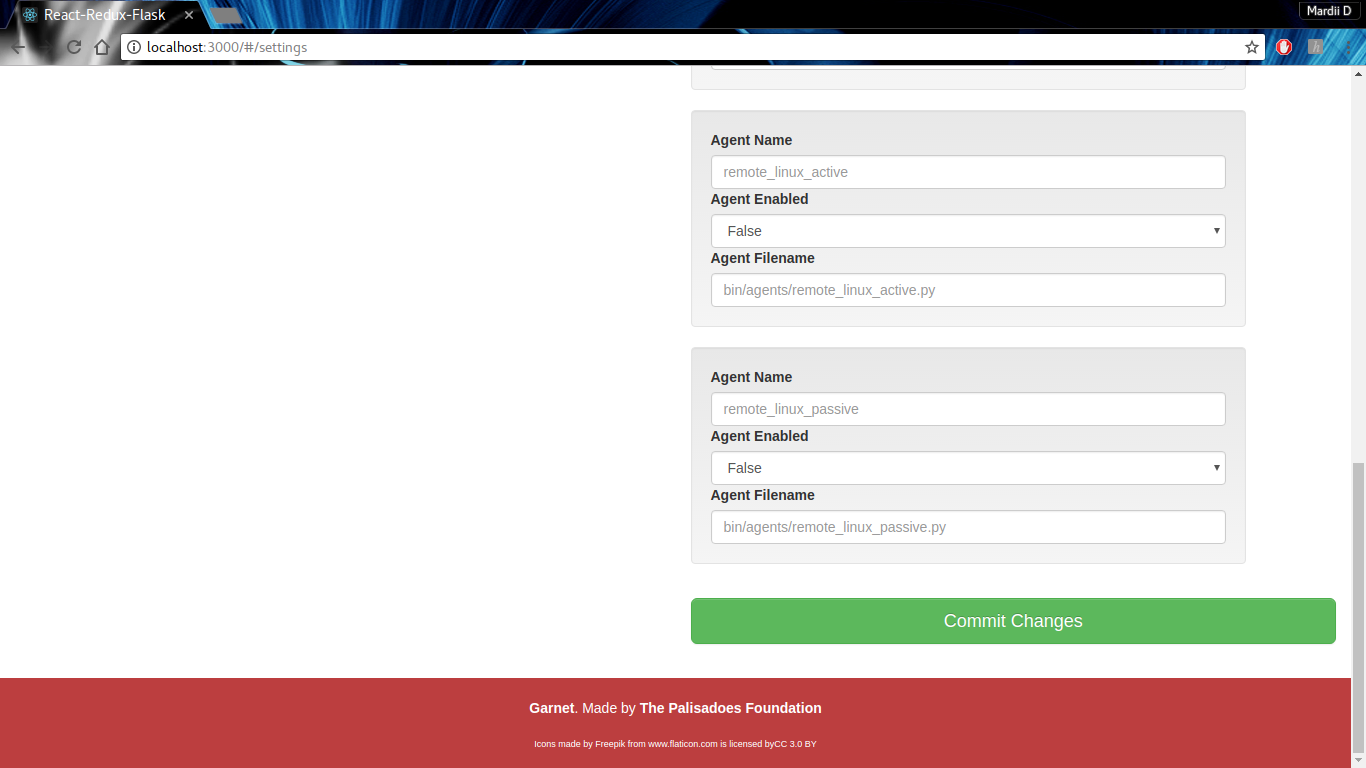 React-Redux-Flask
Mardii D
localhost:3000/#/settings
Agent Name
remote_linux_active
Agent Enabled
False
Agent Filename
bin/agents/remote_linux_active.py
Agent Name
remote_linux_passive
Agent Enabled
False
Agent Filename
bin/agents/remote_linux_passive.py
Commit Changes
Garnet. Made by The Palisadoes Foundation
Icons made by Freepik from www.flaticon.com is licensed byCC 3.0 BY